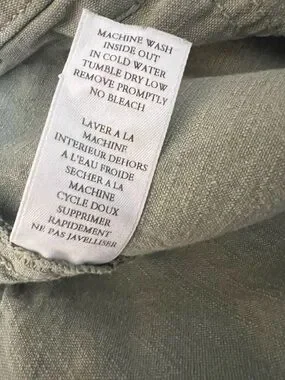 MACHINE WASH
INSIDE OUT
IN COLD WATER
TUMBLE DRY LOW
REMOVE PROMPTLY
NO BLEACH
LAVER A LA
MACHINE
INTERIEUR DEHORS
A L'EAU FROIDE
SECHER A LA
MACHINE
CYCLE DOUX
SUPPRIMER
RAPIDEMENT
NE PAS JAVELLISER